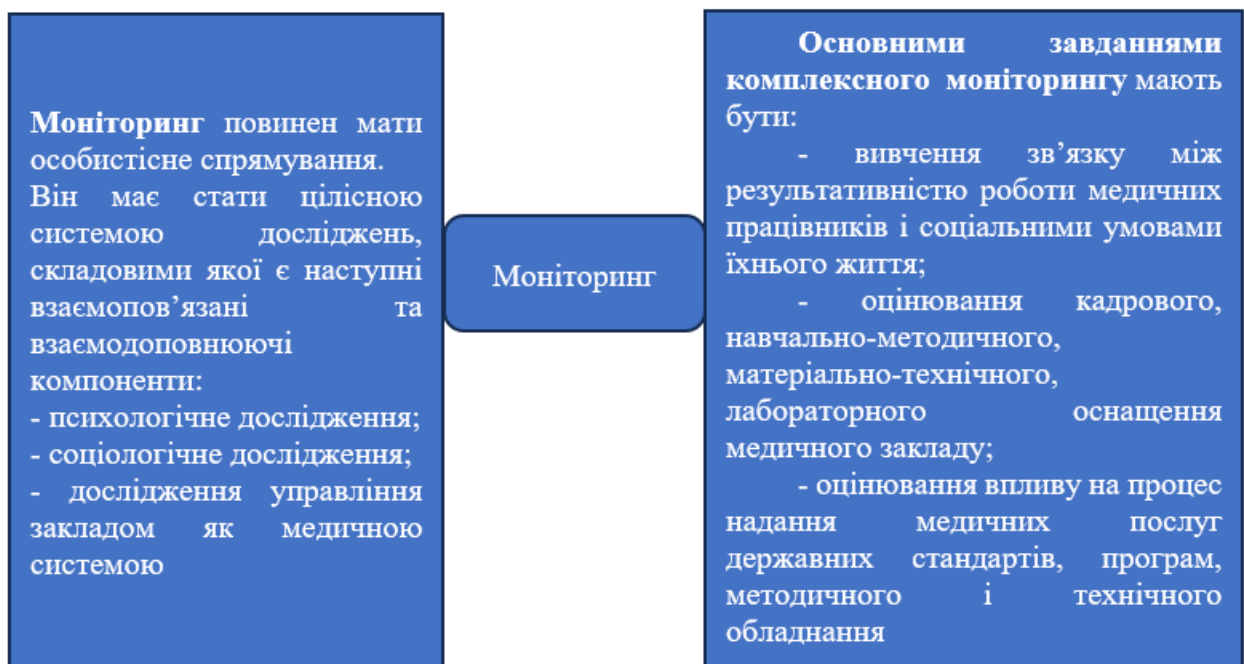 Моніторинг повинен мати
особистісне спрямування.
Він має стати цілісною
системою досліджень,
складовими якої є наступні
взаємопов’язані та
взаємодоповнюючі
компоненти:
- психологічне дослідження;
- соціологічне дослідження;
- дослідження управління
закладом як медичною
системою
Моніторинг
Основними завданнями
комплексного моніторингу мають
бути:
- вивчення зв’язку між
результативністю роботи медичних
працівників і соціальними умовами
їхнього життя;
- оцінювання кадрового,
навчально-методичного,
матеріально-технічного,
лабораторного оснащення
медичного закладу;
- оцінювання впливу на процес
надання медичних послуг
державних стандартів, програм,
методичного і технічного
обладнання